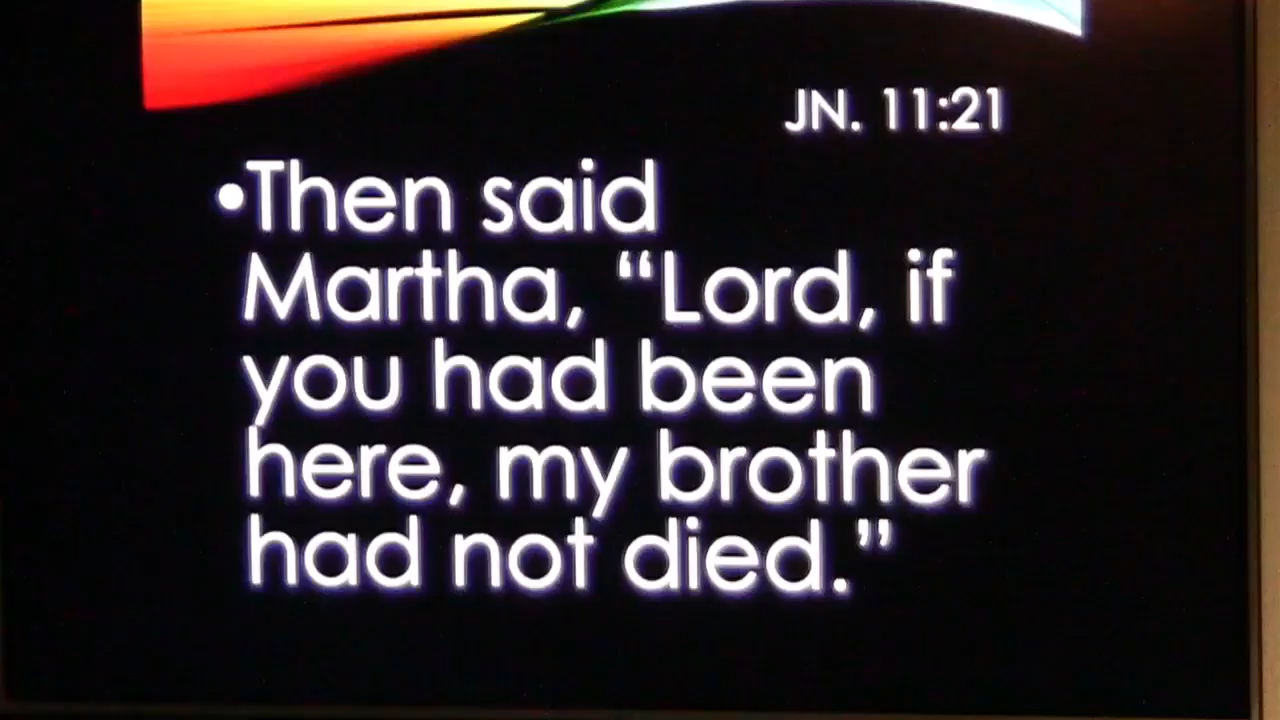 JN. 11:21
•Then said
Martha, “Lord, if
you had been
here, my brother
had not died.”